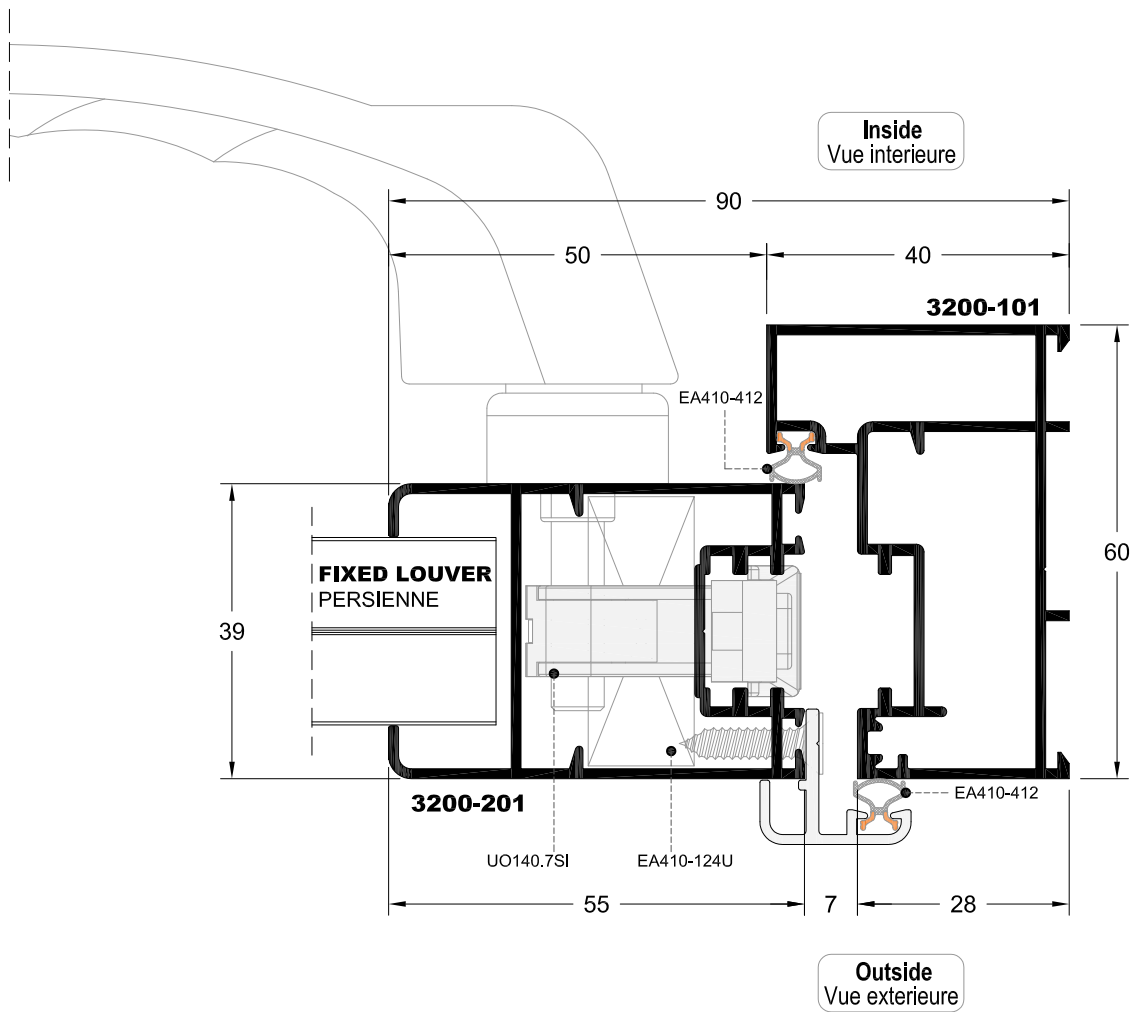 Inside
Vue interieure
90
50
40
3200-101
EA410-412
FIXED LOUVER
PERSIENNE
39
60
3200-201
EA410-412
UO140.7SI
EA410-124U
55
7
28
Outside
Vue exterieure